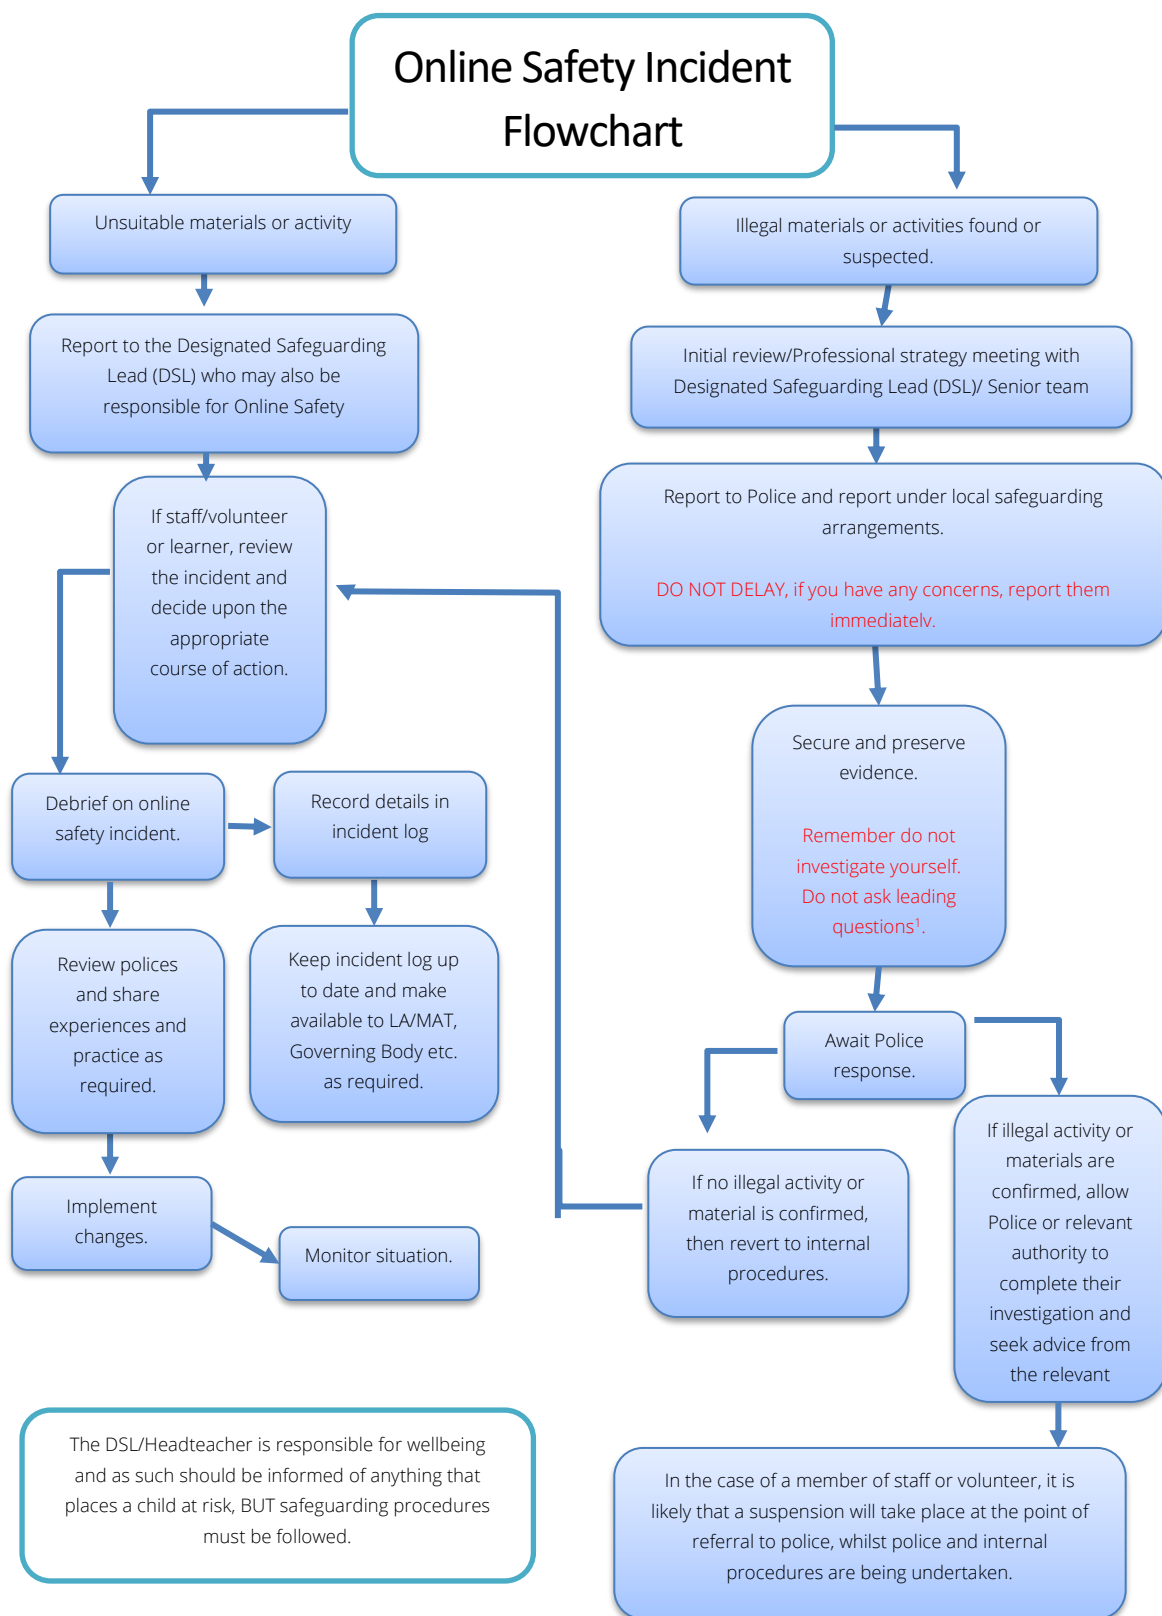 Online Safety Incident
Flowchart
Unsuitable materials or activity
Report to the Designated Safeguarding
Lead (DSL) who may also be
responsible for Online Safety
If staff/volunteer
or learner, review
the incident and
decide upon the
appropriate
course of action.
Debrief on online
safety incident.
Record details in
incident log
Review polices
and share
experiences and
practice as
required.
Keep incident log up
to date and make
available to LA/MAT,
Governing Body etc.
as required.
Implement
changes.
Monitor situation.
Illegal materials or activities found or
suspected.
Initial review/Professional strategy meeting with
Designated Safeguarding Lead (DSL)/ Senior team
Report to Police and report under local safeguarding
arrangements.
DO NOT DELAY, if you have any concerns, report them
immediately.
Secure and preserve
evidence.
Remember do not
investigate yourself.
Do not ask leading
questions¹.
Await Police
response.
If no illegal activity or
material is confirmed,
then revert to internal
procedures.
If illegal activity or
materials are
confirmed, allow
Police or relevant
authority to
complete their
investigation and
seek advice from
the relevant
In the case of a member of staff or volunteer, it is
likely that a suspension will take place at the point of
referral to police, whilst police and internal
procedures are being undertaken.
The DSL/Headteacher is responsible for wellbeing
and as such should be informed of anything that
places a child at risk, BUT safeguarding procedures
must be followed.